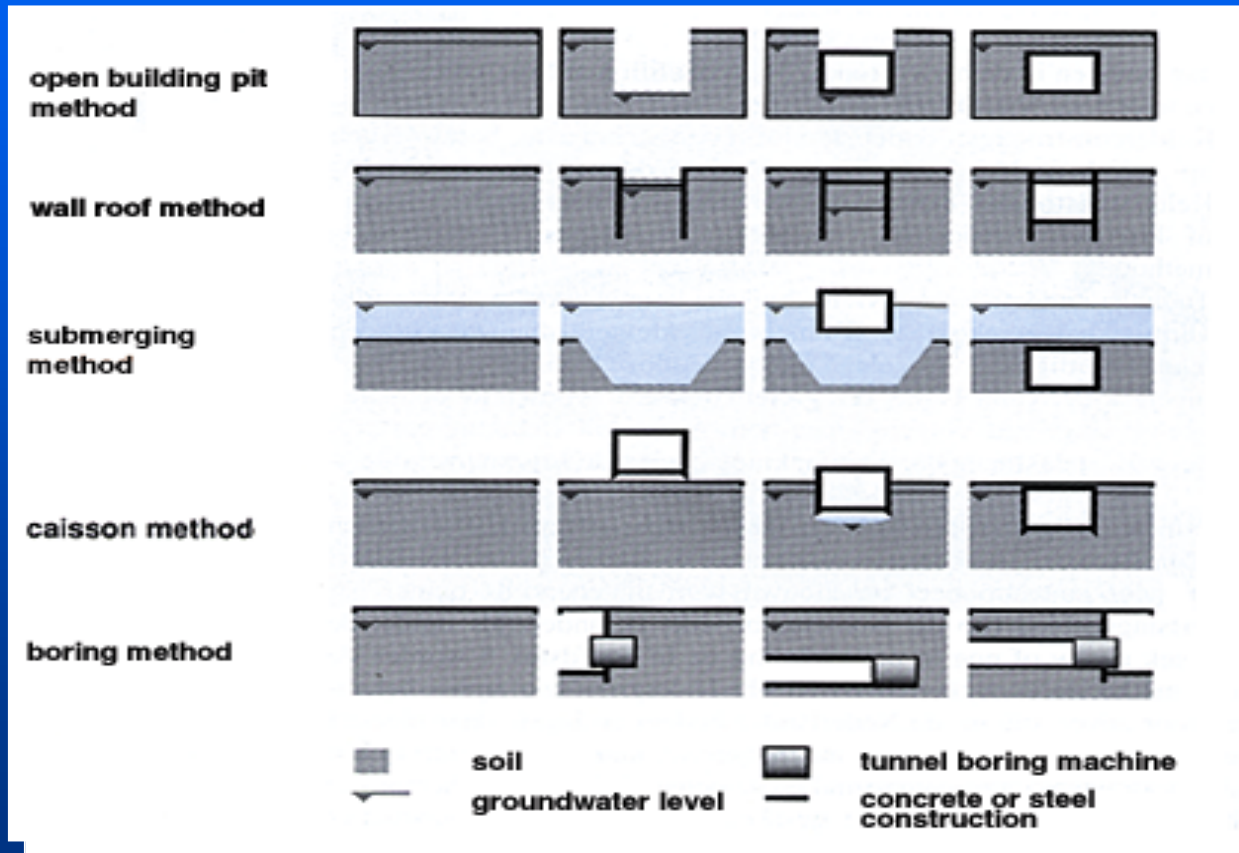 open building pit
method
wall roof method
submerging
method
caisson method
boring method
soil
tunnel boring machine
groundwater level
concrete or steel
construction